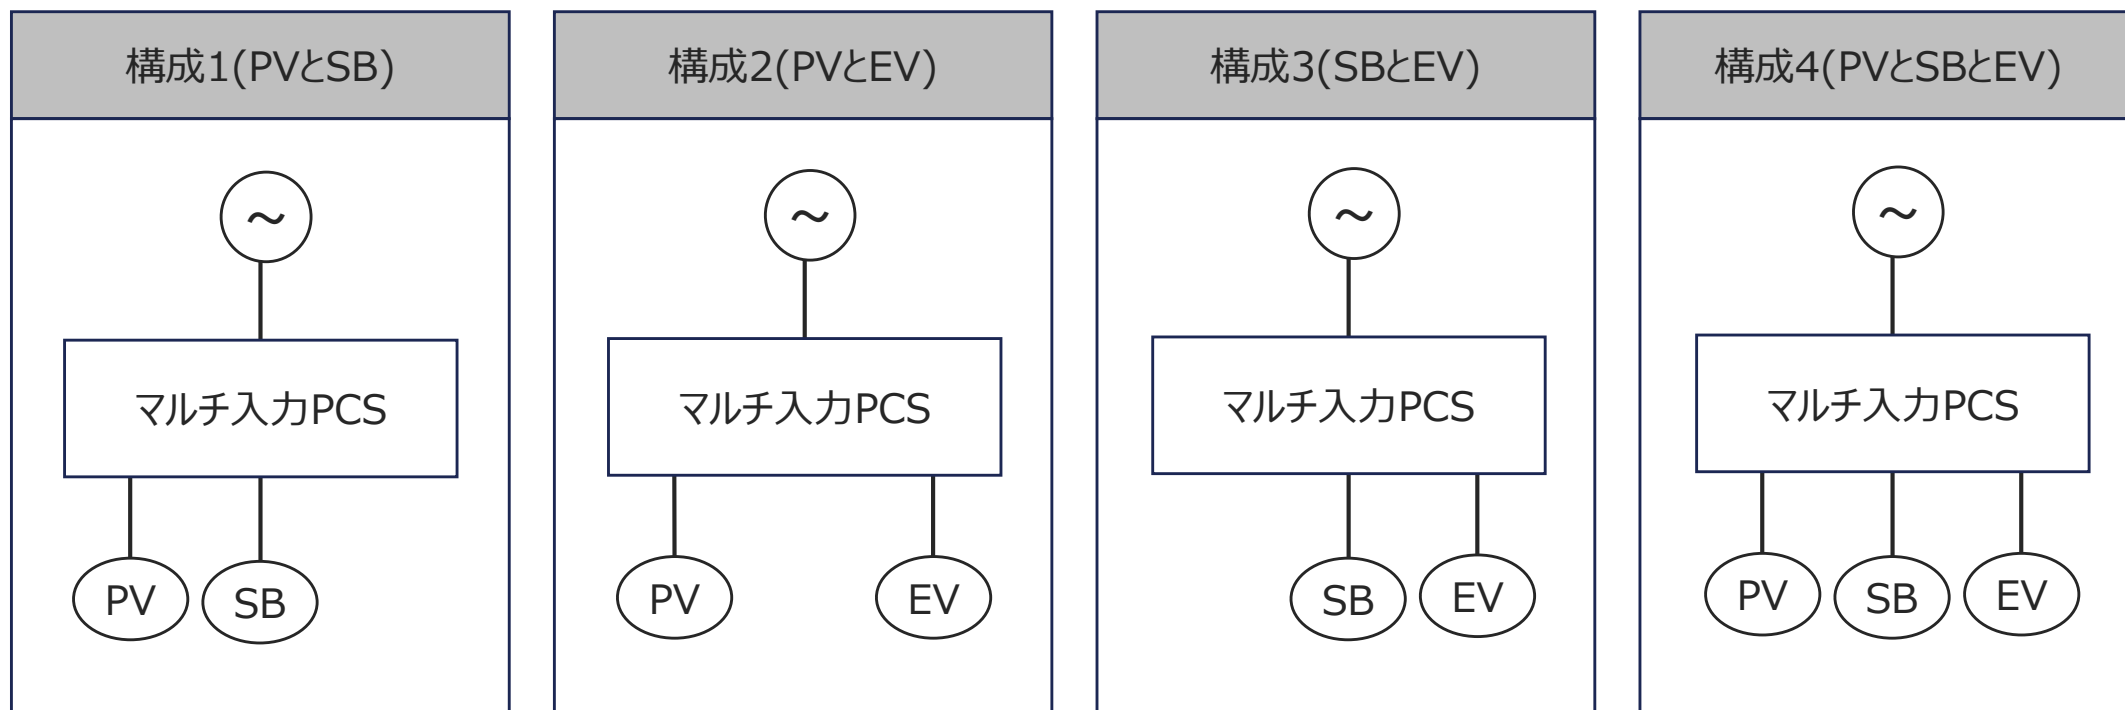 構成1(PVとSB)
構成2(PVとEV)
構成3(SBとEV)
構成4(PVとSBとEV)
~
~
~
~
マルチ入力PCS
マルチ入力PCS
マルチ入力PCS
マルチ入力PCS
PV
SB
PV
EV
SB
EV
PV
SB
EV